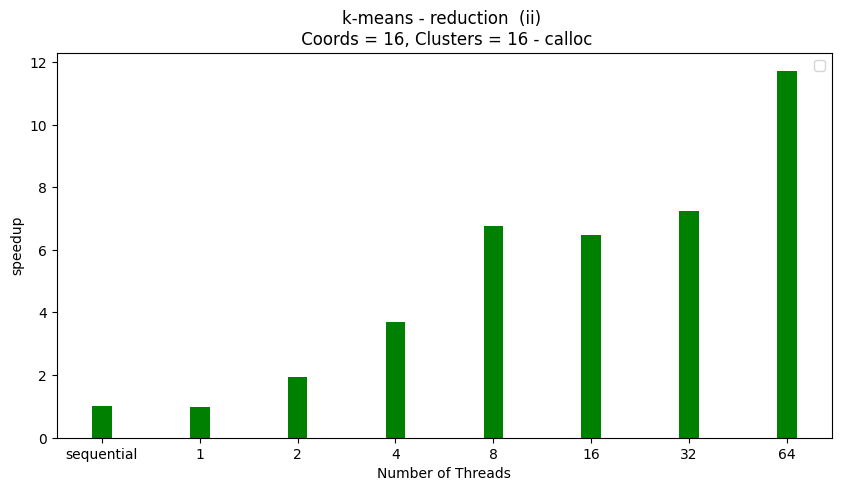 k-means - reduction  (ii)
Coords = 16, Clusters = 16 - calloc
12
10
8
6
4
2
0
speedup
sequential 1 2 4 8 16 32 64
Number of Threads